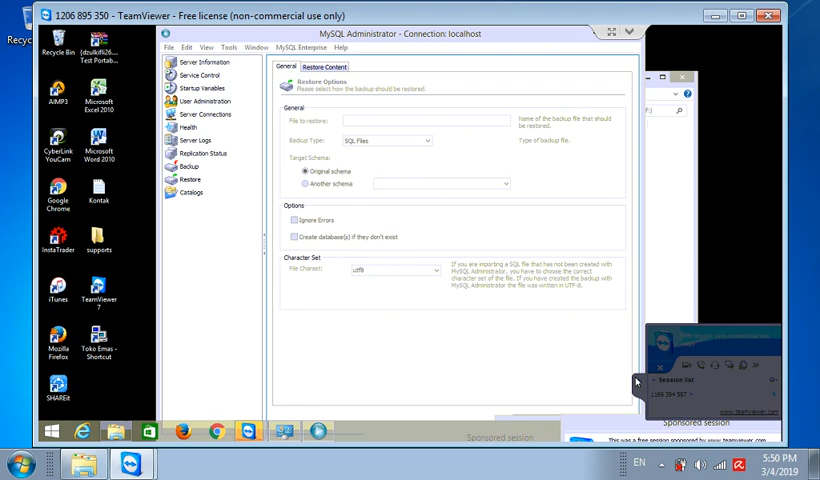 1206 895 350 - TeamViewer - Free license (non-commercial use only)
MySQL Administrator - Connection: localhost
File Edit View Tools Window MySQL Enterprise Help
Recycle Bin
{dzulkifli26...
Test Portab...
AIMP3
Microsoft
Excel 2010
CyberLink
YouCam
Microsoft
Word 2010
Google
Chrome
Kontak
InstaTrader
supports
iTunes
TeamViewer
7
Mozilla
Firefox
Toko Emas -
Shortcut
SHAREit
Server Information
Service Control
Startup Variables
User Administration
Server Connections
Health
Server Logs
Replication Status
Backup
Restore
Catalogs
General Restore Content
Restore Options
Please select how the backup should be restored.
General
File to restore:
Name of the backup file that should
be restored.
Backup Type: SQL Files
Type of backup file.
Target Schema:
Original schema
Another schema
Options
Ignore Errors
Create database(s) if they don't exist
Character Set
File Charset: utf8
If you are importing a SQL file that has not been created with
MySQL Administrator, you have to choose the correct
character set of the file. If you have created the backup with
MySQL Administrator the file was written in UTF-8.
Session list
www.teamviewer.com
Sponsored session
Sponsored session
This was a free session sponsored by www.teamviewer.com.
EN
5:50 PM
3/4/2019